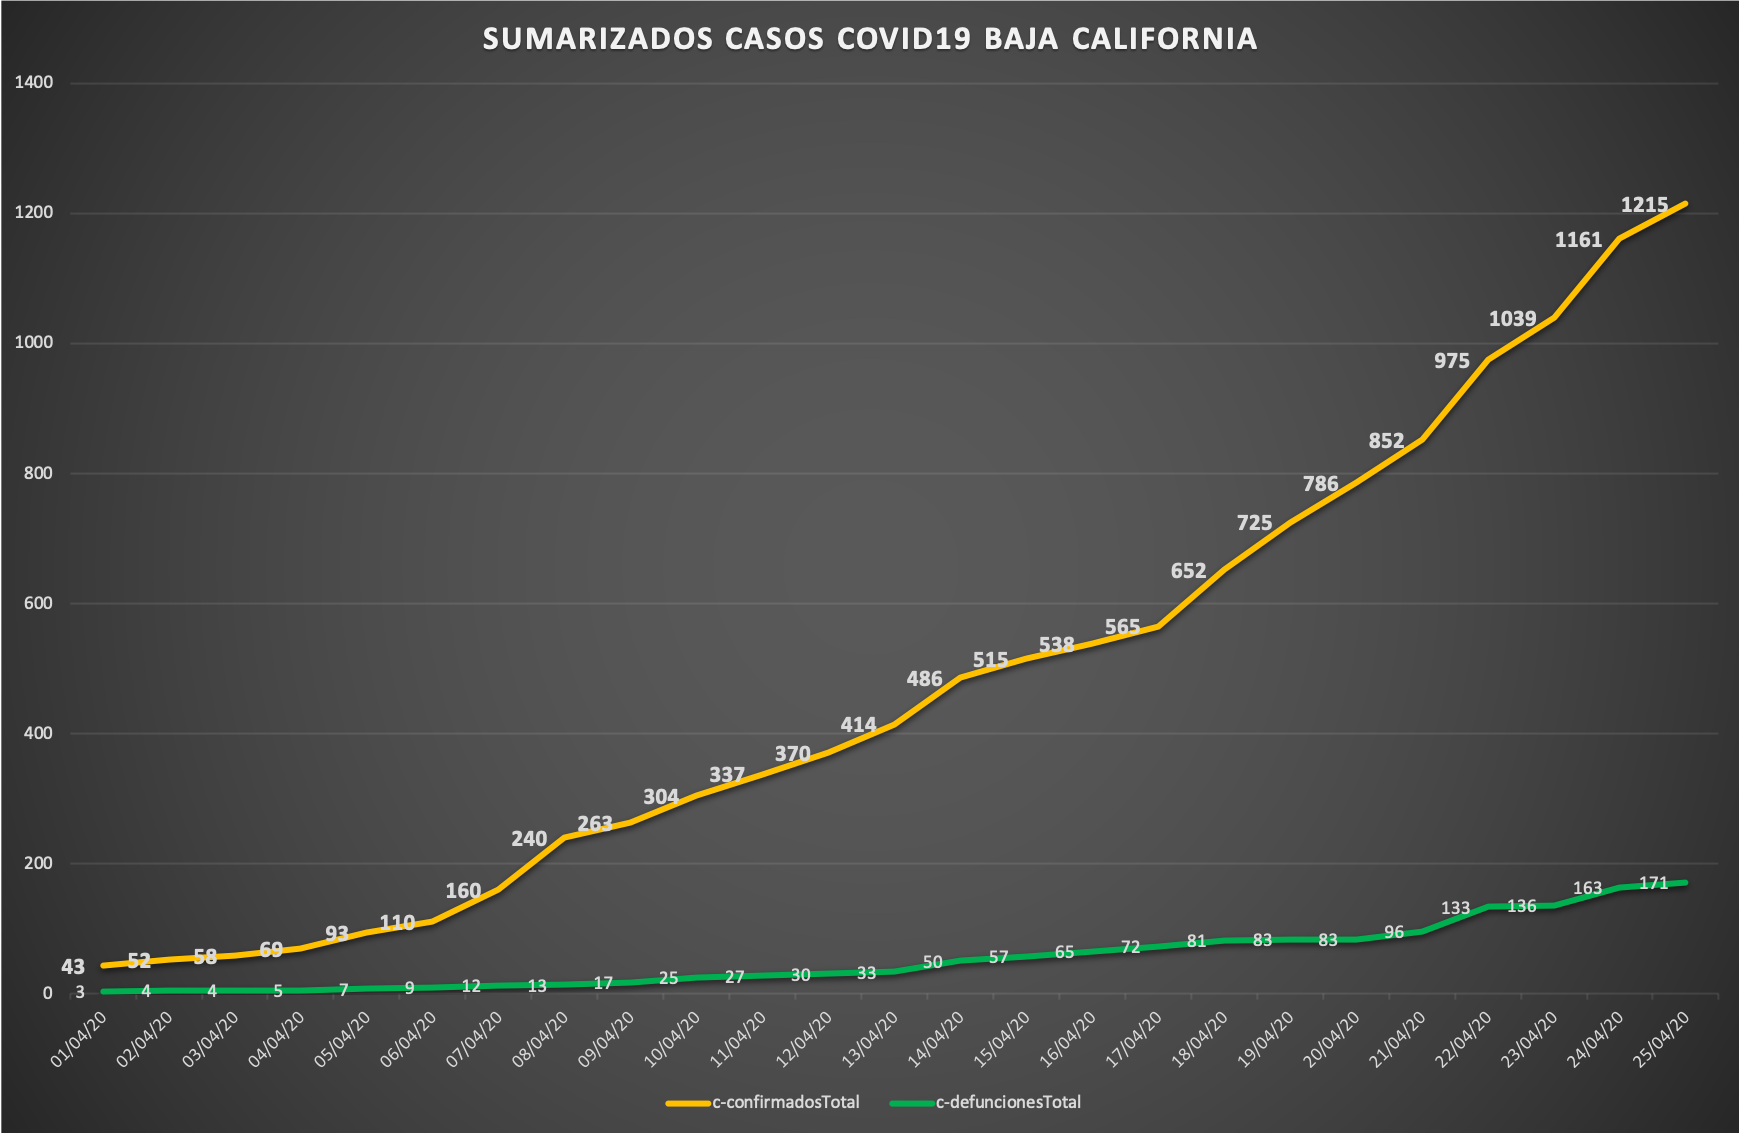 SUMARIZADOS CASOS COVID19 BAJA CALIFORNIA
1400
1200
1000
800
600
400
200
0
43 52 58 69 93 110 160 240 263 304 337 370 414 486 515 538 565 652 725 786 852 975 1039 1161 1215
3 4 4 5 7 9 12 13 17 25 27 30 33 50 57 65 72 81 83 83 96 133 136 163 171
01/04/20 02/04/20 03/04/20 04/04/20 05/04/20 06/04/20 07/04/20 08/04/20 09/04/20 10/04/20 11/04/20 12/04/20 13/04/20 14/04/20 15/04/20 16/04/20 17/04/20 18/04/20 19/04/20 20/04/20 21/04/20 22/04/20 23/04/20 24/04/20 25/04/20
c-confirmadosTotal c-defuncionesTotal